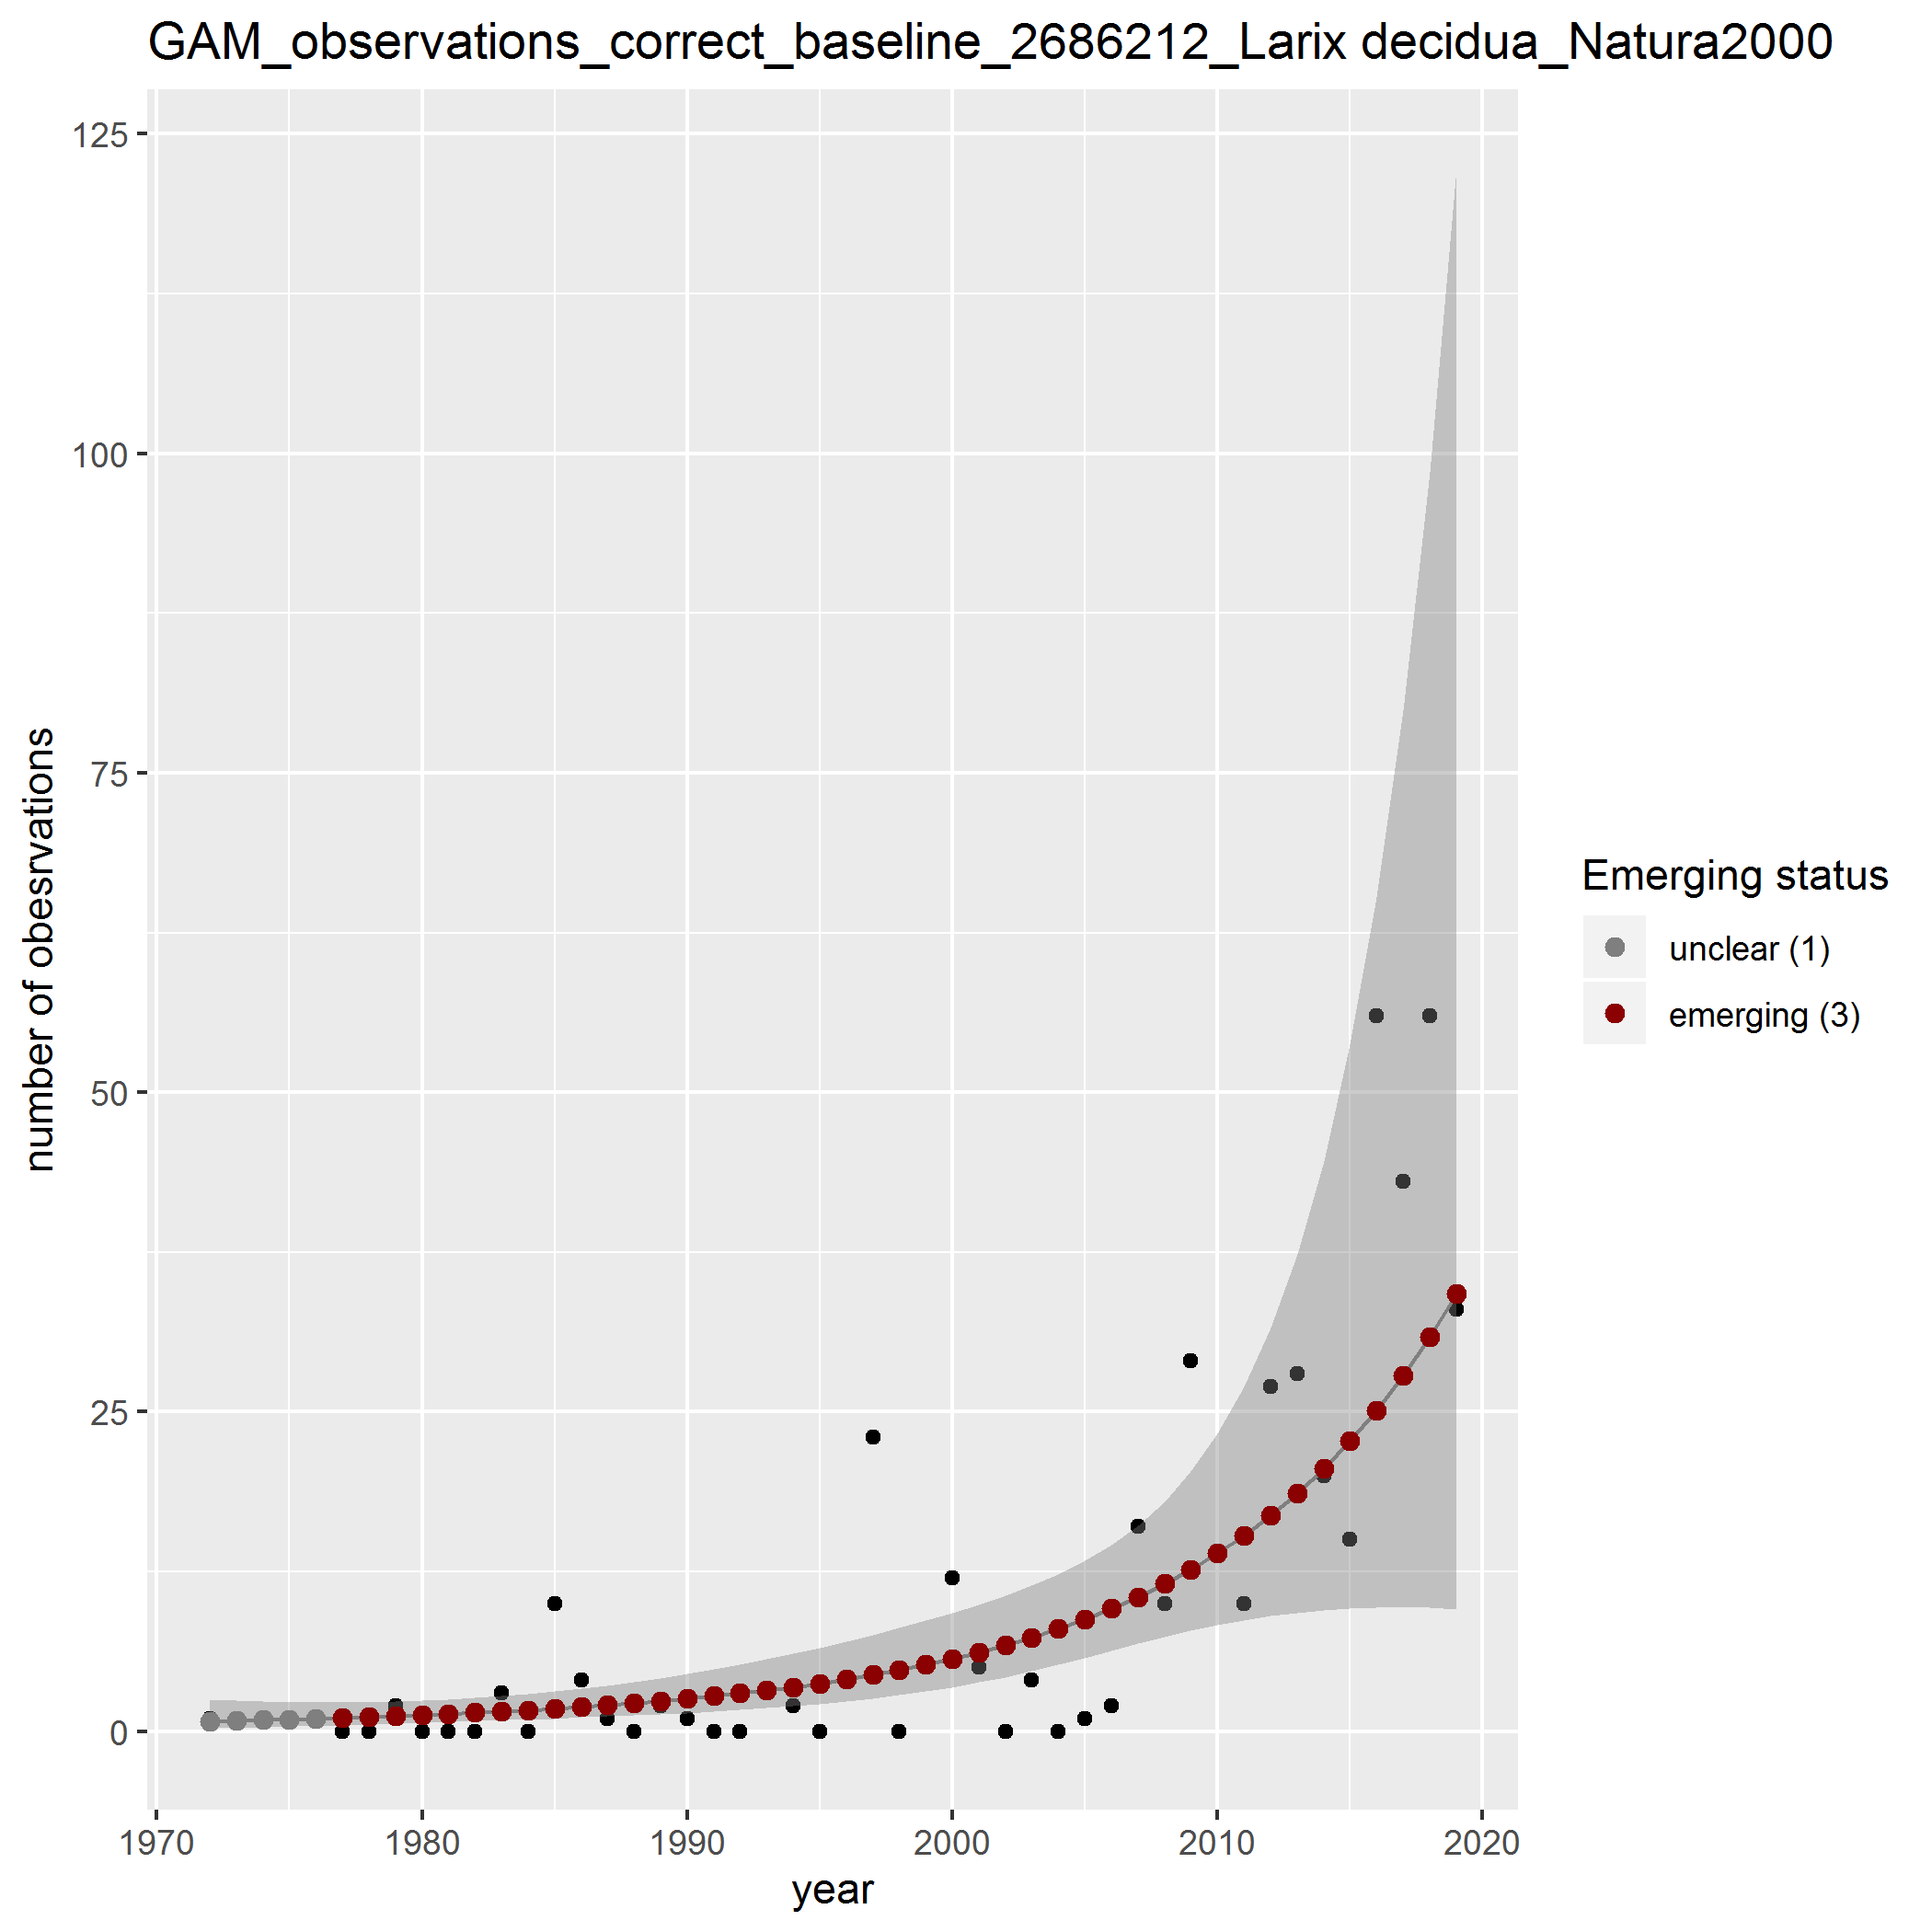 GAM_observations_correct_baseline_2686212_Larix decidua_Natura2000
125
100
75
50
25
0
number of obesrvations
1970
1980
1990
2000
2010
2020
year
Emerging status
unclear (1)
emerging (3)